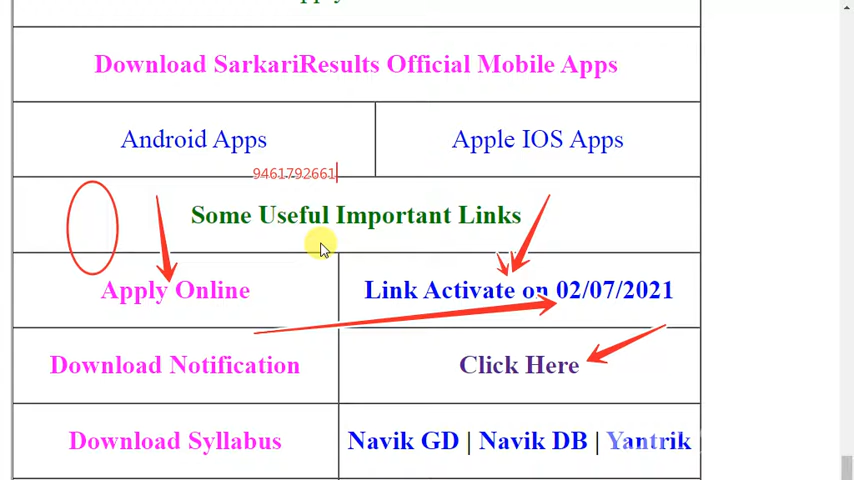 Download SarkariResults Official Mobile Apps
Android Apps
Apple IOS Apps
9461792661
Some Useful Important Links
Apply Online
Link Activate on 02/07/2021
Download Notification
Click Here
Download Syllabus
Navik GD | Navik DB | Yantrik